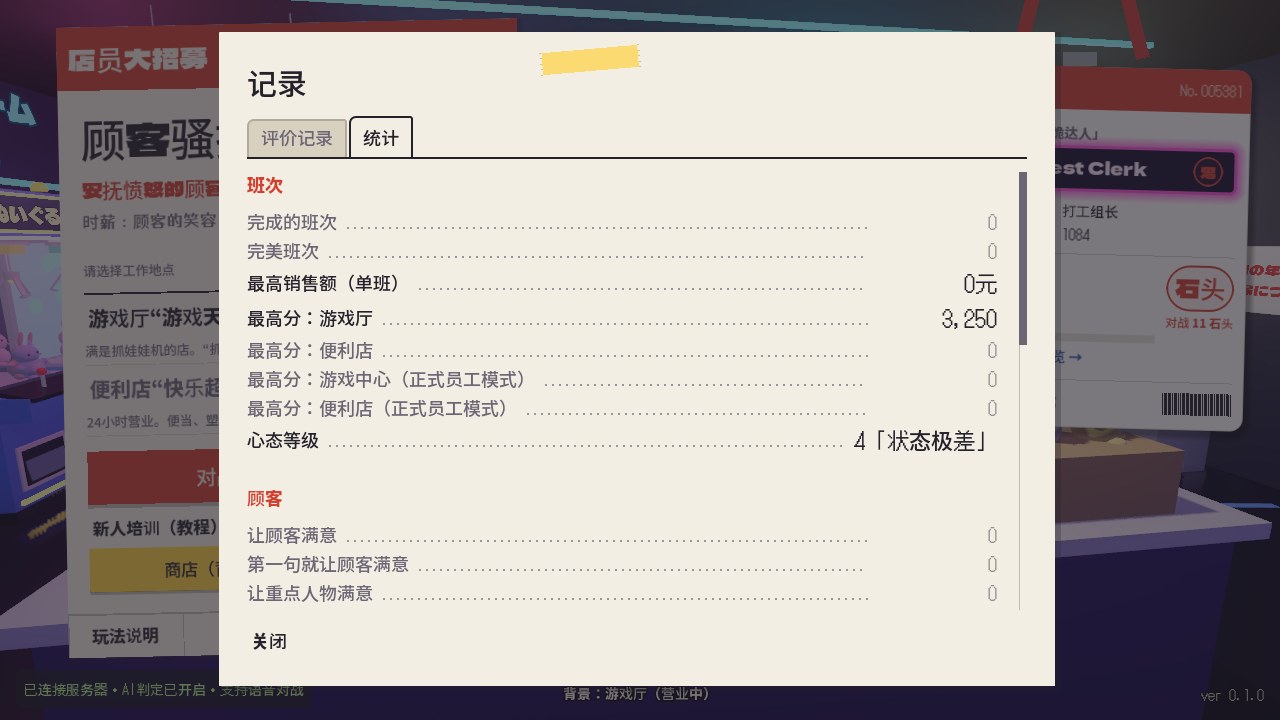 店员大招募
顾客骚
安抚愤怒的顾客
时薪：顾客的笑容
请选择工作地点
游戏厅“游戏天
满是抓娃娃机的店。“抓
便利店“快乐超
24小时营业。便当、塑
对
新人培训（教程）
商店（
玩法说明
记录
评价记录
统计
班次
完成的班次 0
完美班次 0
最高销售额（单班） 0元
最高分：游戏厅 3,250
最高分：便利店 0
最高分：游戏中心（正式员工模式） 0
最高分：便利店（正式员工模式） 0
心态等级 4「状态极差」
顾客
让顾客满意 0
第一句就让顾客满意 0
让重点人物满意 0
关闭
No. 005381
达人」
est Clerk
打工组长
1084
石头
对战 11 石头
览 →
ぬいぐる
已连接服务器・AI判定已开启・支持语音对战
背景：游戏厅（营业中）
ver 0.1.0